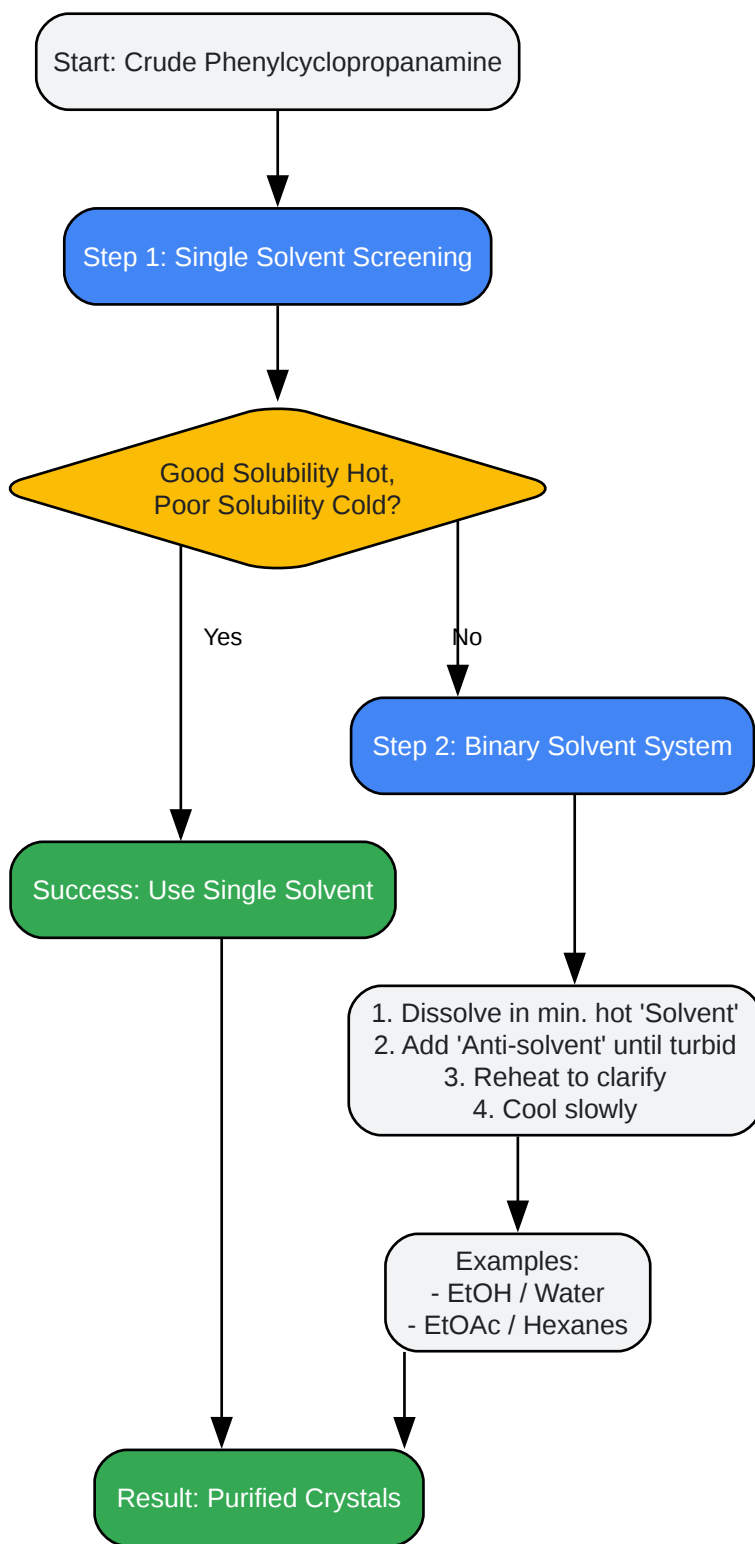 Start: Crude Phenylcyclopropanamine
Step 1: Single Solvent Screening
Good Solubility Hot,
Poor Solubility Cold?
Yes
No
Step 2: Binary Solvent System
Success: Use Single Solvent
1. Dissolve in min. hot 'Solvent'
2. Add 'Anti-solvent' until turbid
3. Reheat to clarify
4. Cool slowly
Examples:
- EtOH / Water
- EtOAc / Hexanes
Result: Purified Crystals